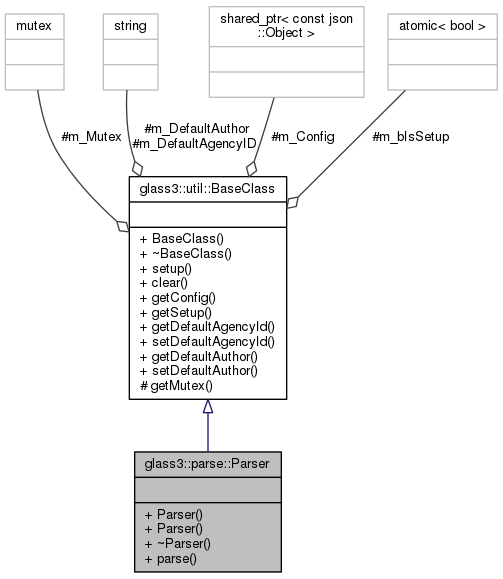 mutex
string
shared_ptr< const json
::Object >
atomic< bool >
#m_Mutex
#m_DefaultAuthor
#m_DefaultAgencyID
#m_Config
#m_bIsSetup
glass3::util::BaseClass
+ BaseClass()
+ ~BaseClass()
+ setup()
+ clear()
+ getConfig()
+ getSetup()
+ getDefaultAgencyId()
+ setDefaultAgencyId()
+ getDefaultAuthor()
+ setDefaultAuthor()
# getMutex()
glass3::parse::Parser
+ Parser()
+ Parser()
+ ~Parser()
+ parse()